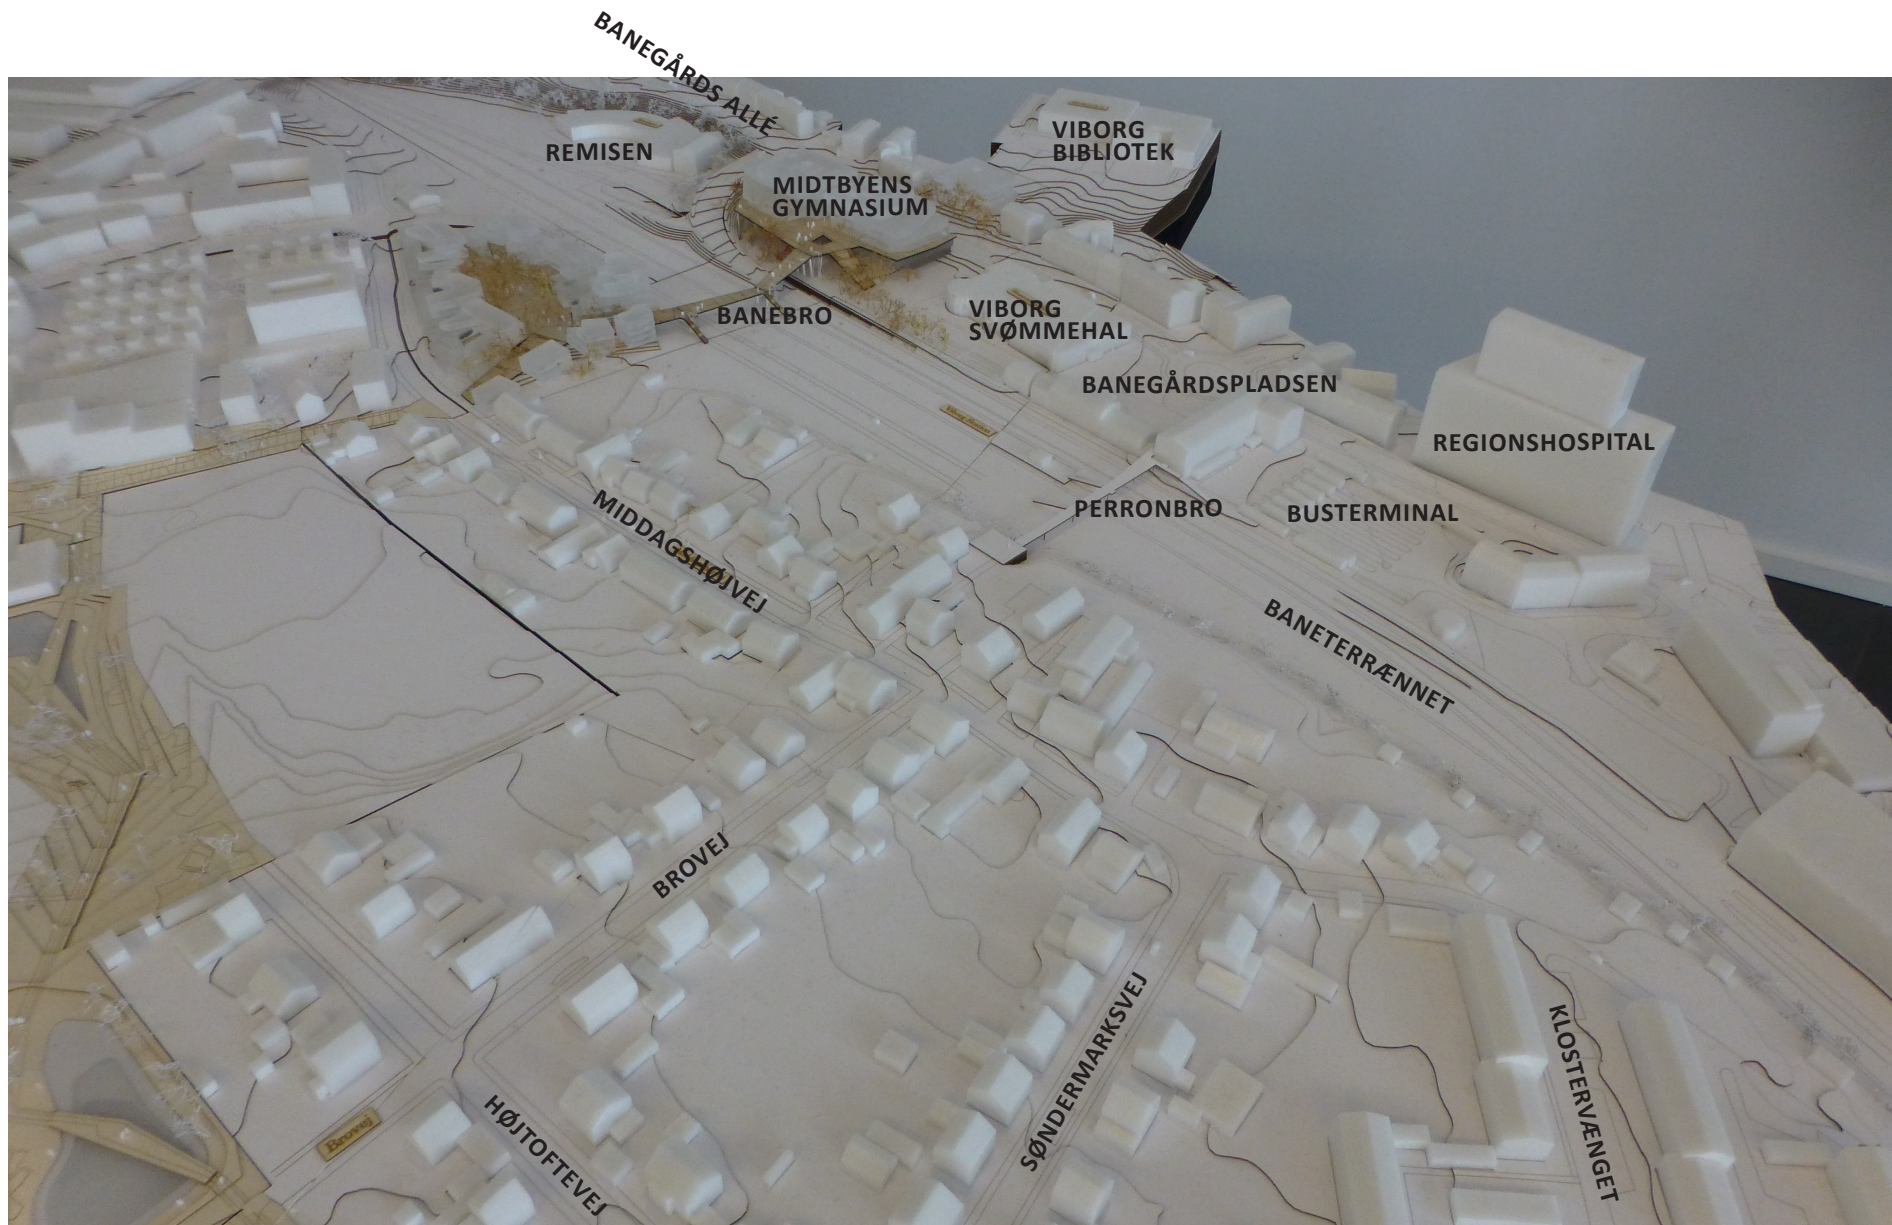 BANEGÅRDS ALLÉ
REMISEN
VIBORG
BIBLIOTEK
MIDTBYENS
GYMNASIUM
BANEBRO
VIBORG
SVØMMEHAL
BANEGÅRDSPLADSEN
REGIONSHOSPITAL
PERRONBRO
BUSTERMINAL
MIDDAGSHØJVEJ
BANETERRÆNNET
BROVEJ
SØNDERMARKSVEJ
KLOSTERVÆNGET
Brovej
HØJTOFTEVEJ